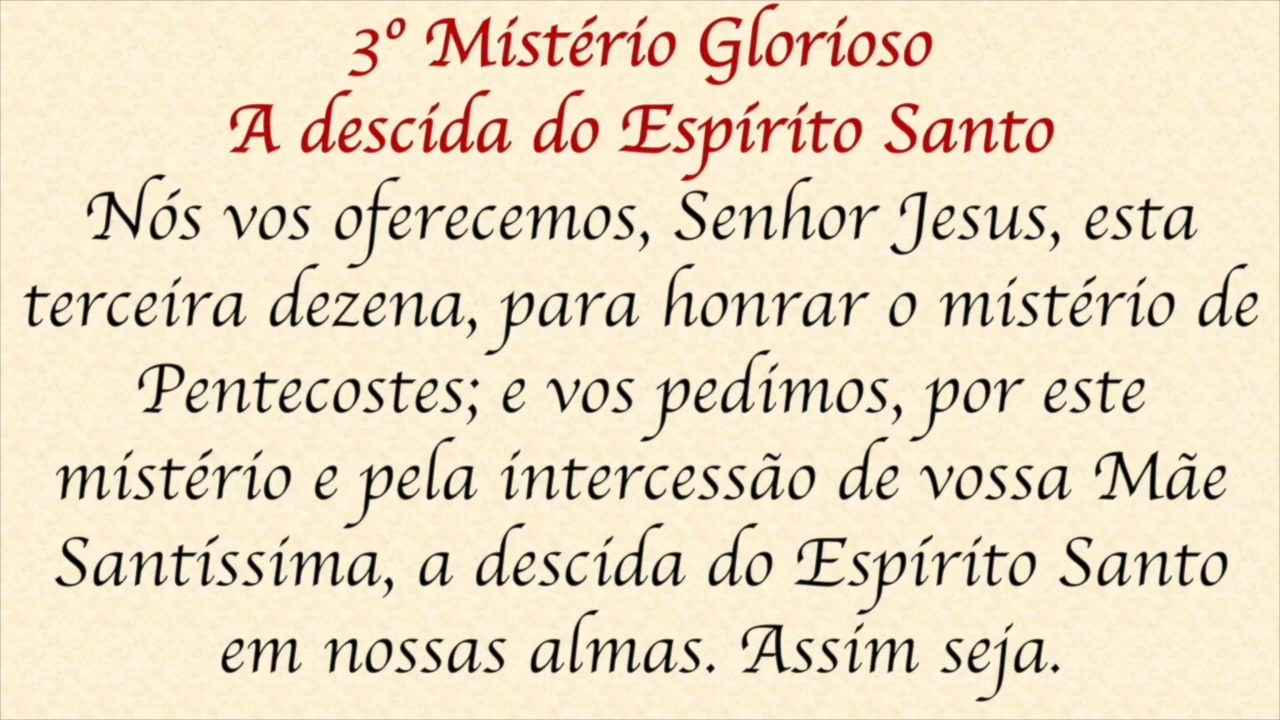 3º Mistério Glorioso
A descida do Espírito Santo
Nós vos oferecemos, Senhor Jesus, esta
terceira dezena, para honrar o mistério de
Pentecostes; e vos pedimos, por este
mistério e pela intercessão de vossa Mãe
Santíssima, a descida do Espírito Santo
em nossas almas. Assim seja.